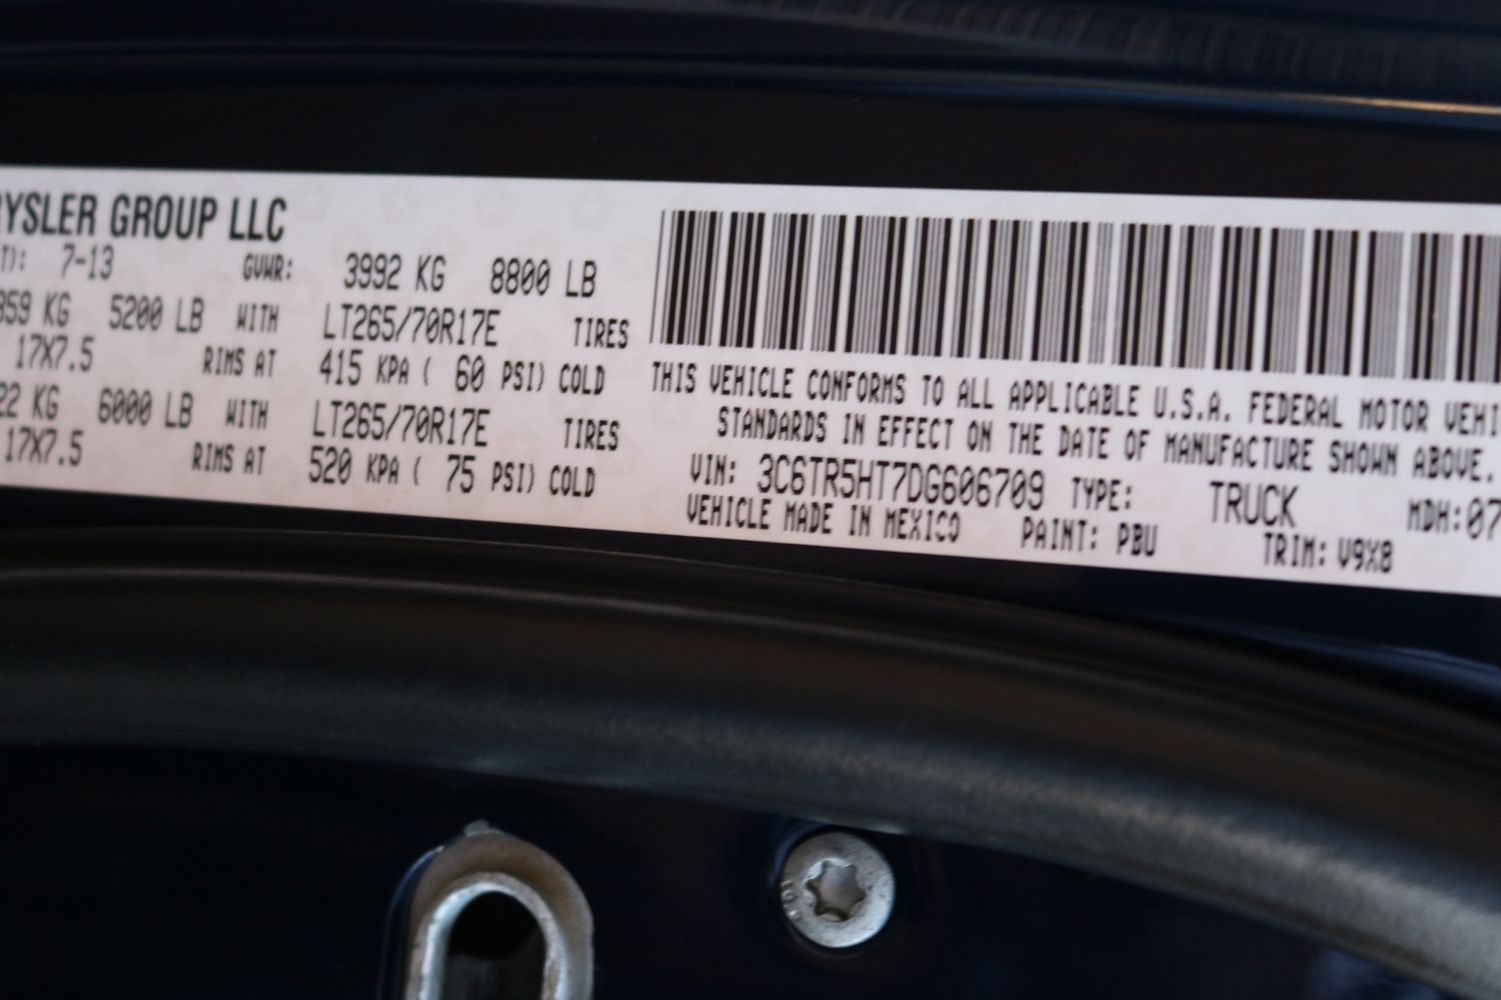 RYSLER GROUP LLC
T): 7-13 GVWR: 3992 KG 8800 LB
859 KG 5200 LB WITH LT265/70R17E TIRES
17X7.5 RIMS AT 415 KPA ( 60 PSI) COLD
22 KG 6000 LB WITH LT265/70R17E TIRES
17X7.5 RIMS AT 520 KPA ( 75 PSI) COLD
THIS VEHICLE CONFORMS TO ALL APPLICABLE U.S.A. FEDERAL MOTOR VEHI
STANDARDS IN EFFECT ON THE DATE OF MANUFACTURE SHOWN ABOVE.
VIN: 3C6TR5HT7DG606709 TYPE: TRUCK MDH: 07
VEHICLE MADE IN MEXICO PAINT: PBU TRIM: V9X8